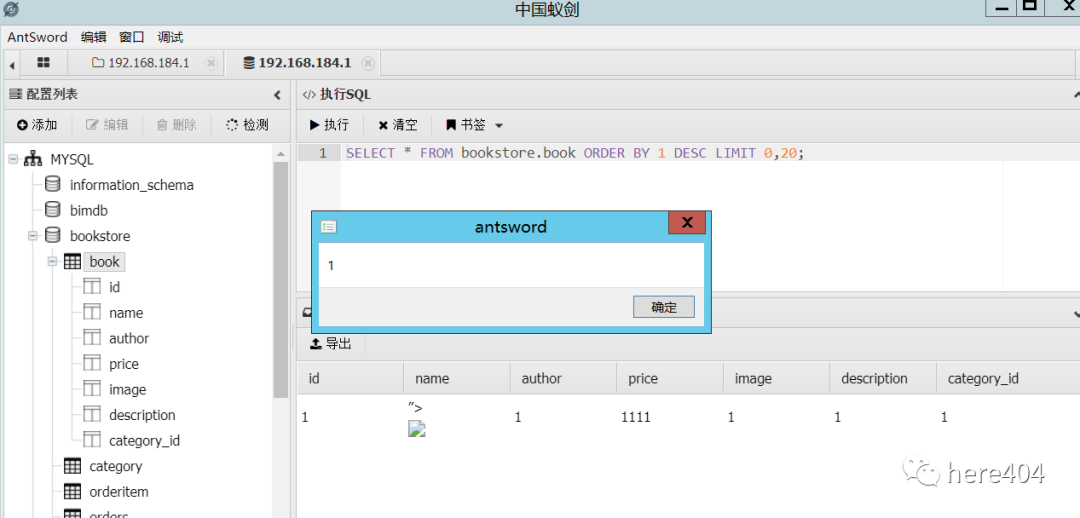 中国蚁剑
AntSword 编辑 窗口 调试
192.168.184.1 192.168.184.1
配置列表
添加 编辑 删除 检测
MYSQL
information_schema
bimdb
bookstore
book
id
name
author
price
image
description
category_id
category
orderitem
orders
</> 执行SQL
执行 清空 书签
1 SELECT * FROM bookstore.book ORDER BY 1 DESC LIMIT 0,20;
antsword
1
确定
导出
id name author price image description category_id
1 "> 1 1111 1 1 1
here404